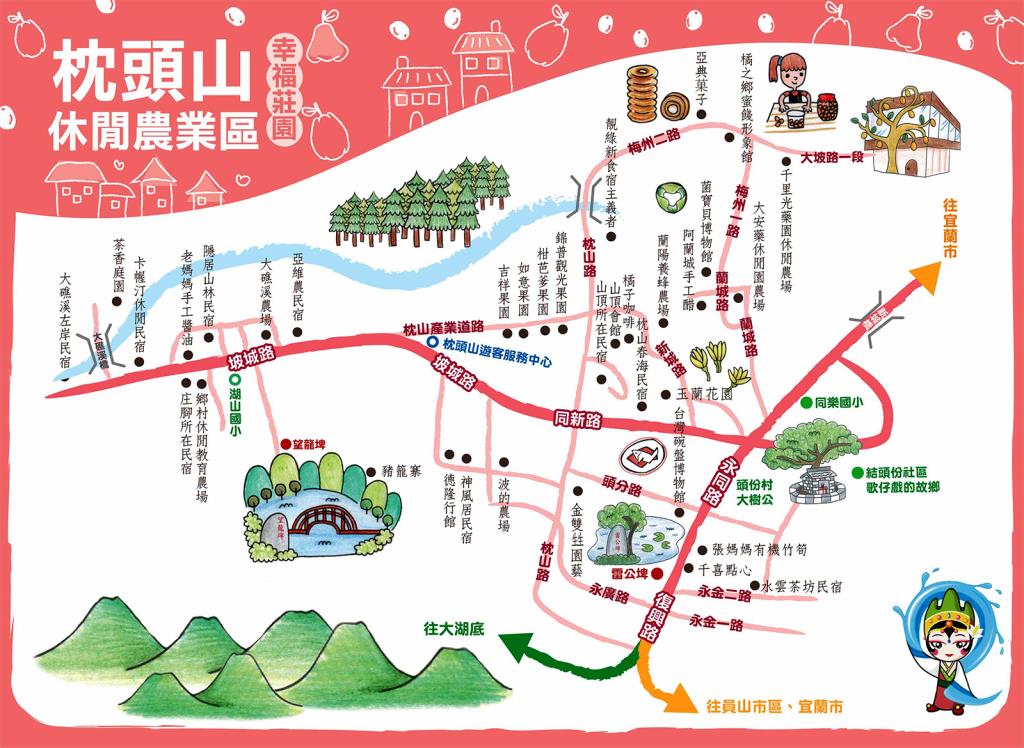 枕頭山
休閒農業區
幸福莊園
亞典菓子
橘之鄉蜜餞形象館
梅州二路
大坡路一段
靚綠新食宿主義者
菌寶貝博物館
梅州一路
千里光藥園休閒農場
大安藥休閒園農場
往宜蘭市
枕山路
蘭陽養蜂農場
阿蘭城手工醋
蘭城路
蘭城路
茶香庭園
卡幄汀休閒民宿
老媽媽手工醬油
隱居山林民宿
大礁溪農場
亞維農民宿
大礁溪左岸民宿
大礁溪橋
吉祥果園
如意果園
柑芭爹果園
錦普觀光果園
橘子咖啡
山頂會館
山頂所在民宿
枕山春海民宿
新城路
玉蘭花園
枕山產業道路
枕頭山遊客服務中心
坡城路
坡城路
湖山國小
庄腳所在民宿
鄉村休閒教育農場
同新路
同樂國小
望龍埤
豬籠寨
望龍埤
德隆行館
神風居民宿
波的農場
金雙牲園藝
台灣碗盤博物館
頭分路
永同路
頭份村
大樹公
結頭份社區
歌仔戲的故鄉
雷公埤
雷公埤
張媽媽有機竹筍
千喜點心
水雲茶坊民宿
永金二路
永金一路
枕山路
永廣路
復興路
往大湖底
往員山市區、宜蘭市